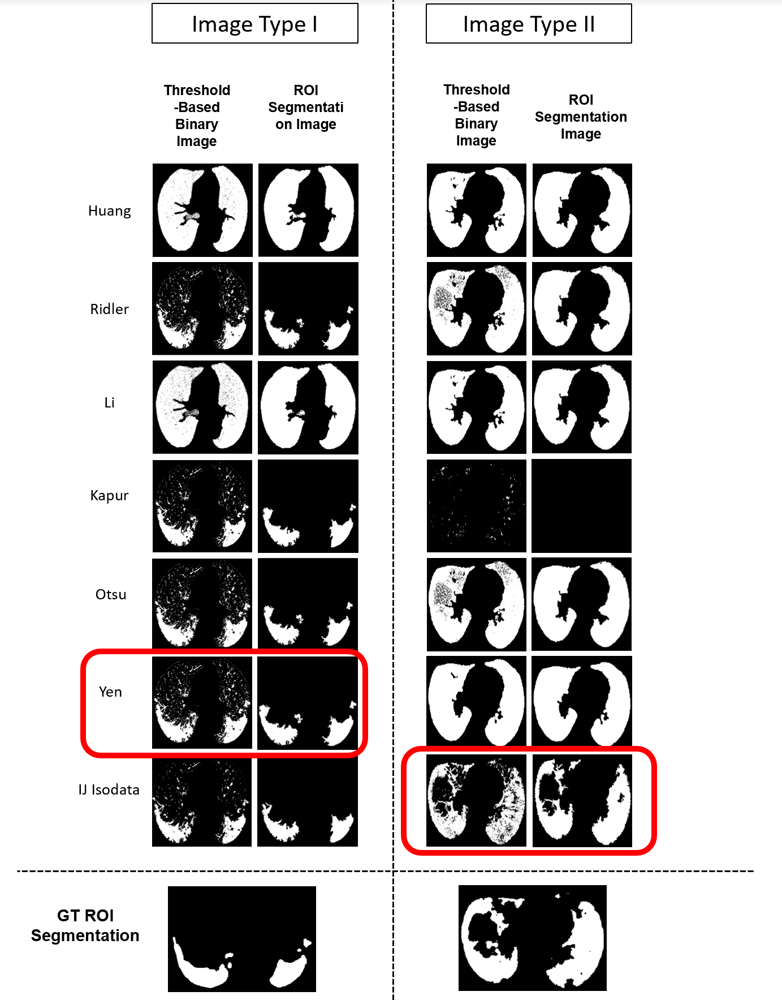 Image Type I
Image Type II
Threshold
-Based
Binary
Image
ROI
Segmentati
on Image
Threshold
-Based
Binary
Image
ROI
Segmentation
Image
Huang
Ridler
Li
Kapur
Otsu
Yen
IJ Isodata
GT ROI
Segmentation